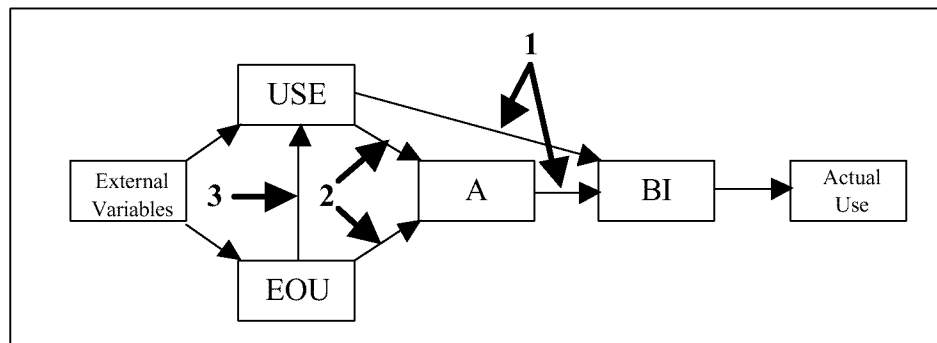 1
USE
External
Variables
3
2
A
BI
Actual
Use
EOU